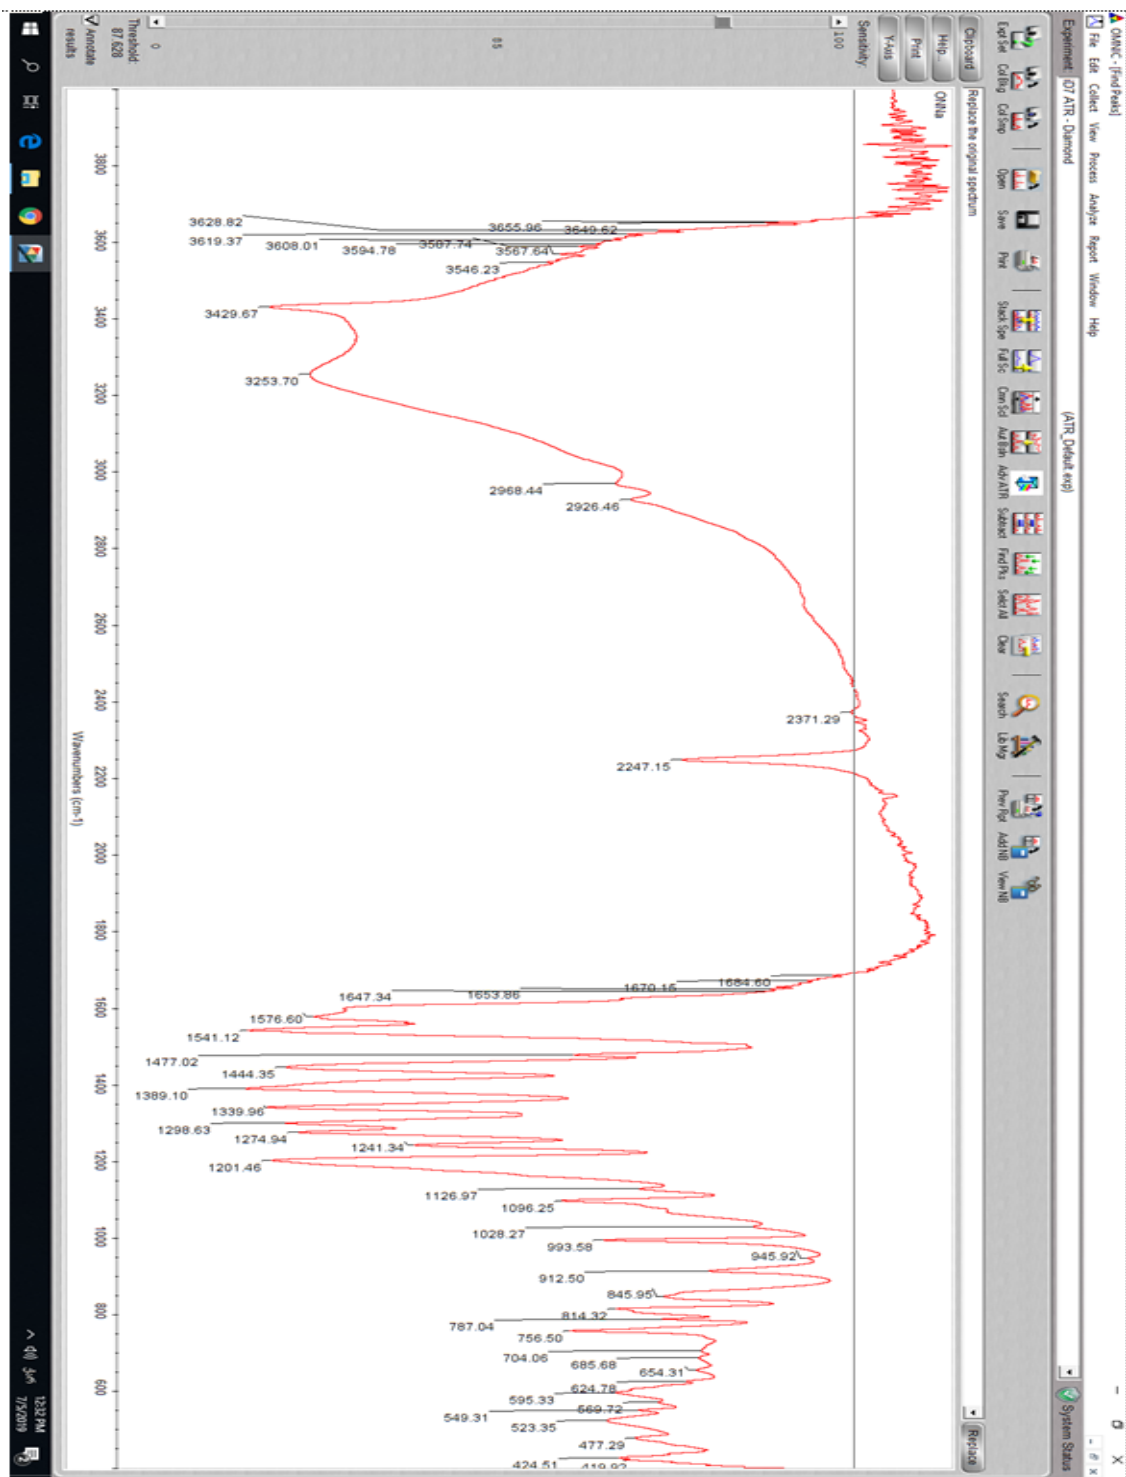 OMNIC - [Find Peaks]
File Edit Collect View Process Analyze Report Window Help
Experiment: iD7 ATR - Diamond
(ATR_Default.exp)
System Status
Expt Set
Col Bkg
Col Smp
Open
Save
Print
Stack Spe
Full Sc
Cmn Scl
Aut Bsln
Adv ATR
Subtract
Find Pks
Selct All
Clear
Search
Lib Mgr
Prev Rpt
Add NB
View NB
Clipboard
Replace the original spectrum
Replace
Help...
Print
Y-Axis
Sensitivity:
100
85
0
Threshold:
87.628
Annotate
results
ONNa
3655.96
3649.62
3628.82
3619.37
3608.01
3594.78
3587.74
3567.64
3546.23
3429.67
3253.70
2968.44
2926.46
2371.29
2247.15
1684.60
1670.15
1653.86
1647.34
1576.60
1541.12
1477.02
1444.35
1389.10
1339.96
1298.63
1274.94
1241.34
1201.46
1126.97
1096.25
1028.27
993.58
945.92
912.50
845.95
814.32
787.04
756.50
704.06
685.68
654.31
624.78
595.33
569.72
549.31
523.35
477.29
424.51
419.92
3800 3600 3400 3200 3000 2800 2600 2400 2200 2000 1800 1600 1400 1200 1000 800 600
Wavenumbers (cm-1)
12:32 PM
7/5/2019
2